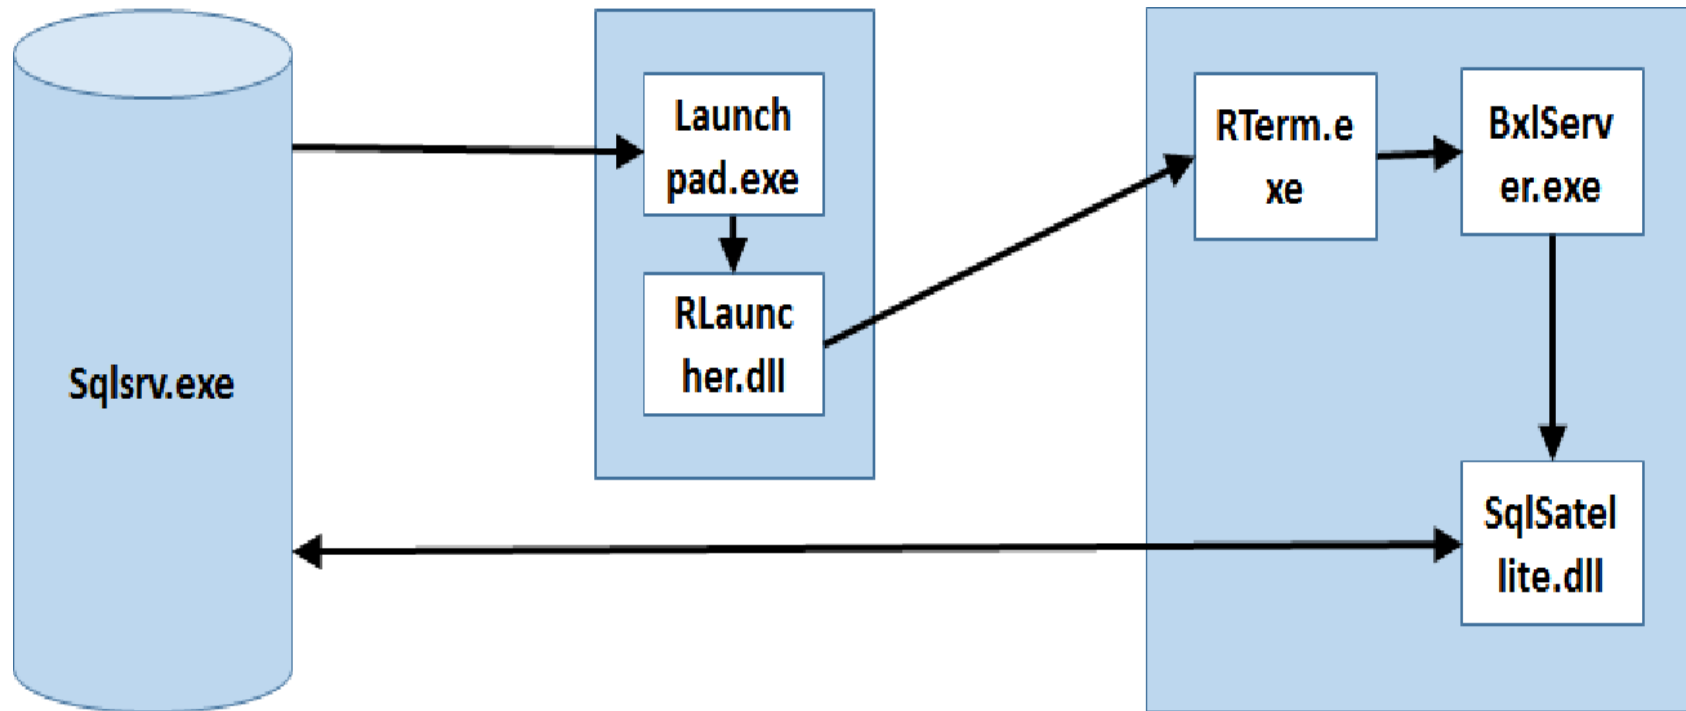 Sqlsrv.exe
Launch
pad.exe
RLaunc
her.dll
RTerm.e
xe
BxlServ
er.exe
SqlSatel
lite.dll